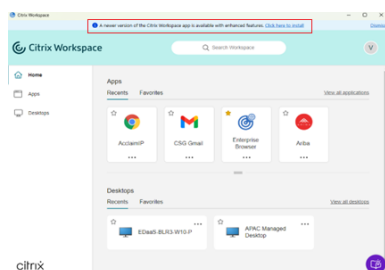 Citrix Workspace
A newer version of the Citrix Workspace app is available with enhanced features. Click here to install
Dismiss
Citrix Workspace
Search Workspace
V
Home
Apps
Desktops
Apps
Recents Favorites
View all applications
AcclaimIP
CSG Gmail
Enterprise Browser
Ariba
Desktops
Recents Favorites
View all desktops
EDaaS-BLR3-W10-P
APAC Managed Desktop
citrix